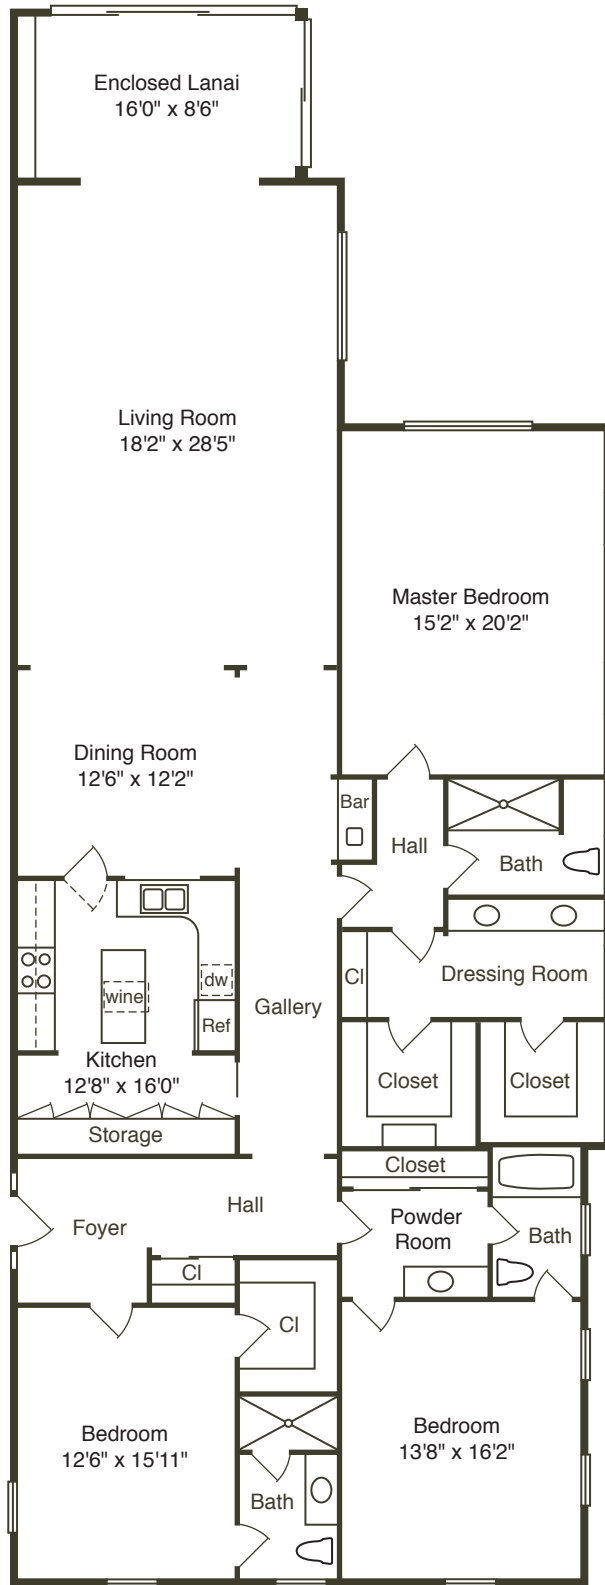 Enclosed Lanai
16'0" x 8'6"
Living Room
18'2" x 28'5"
Master Bedroom
15'2" x 20'2"
Dining Room
12'6" x 12'2"
Bar
Hall
Bath
Cl
Dressing Room
dw
wine
Ref
Gallery
Kitchen
12'8" x 16'0"
Closet
Closet
Storage
Closet
Hall
Foyer
Powder
Room
Bath
Cl
Cl
Bedroom
12'6" x 15'11"
Bedroom
13'8" x 16'2"
Bath